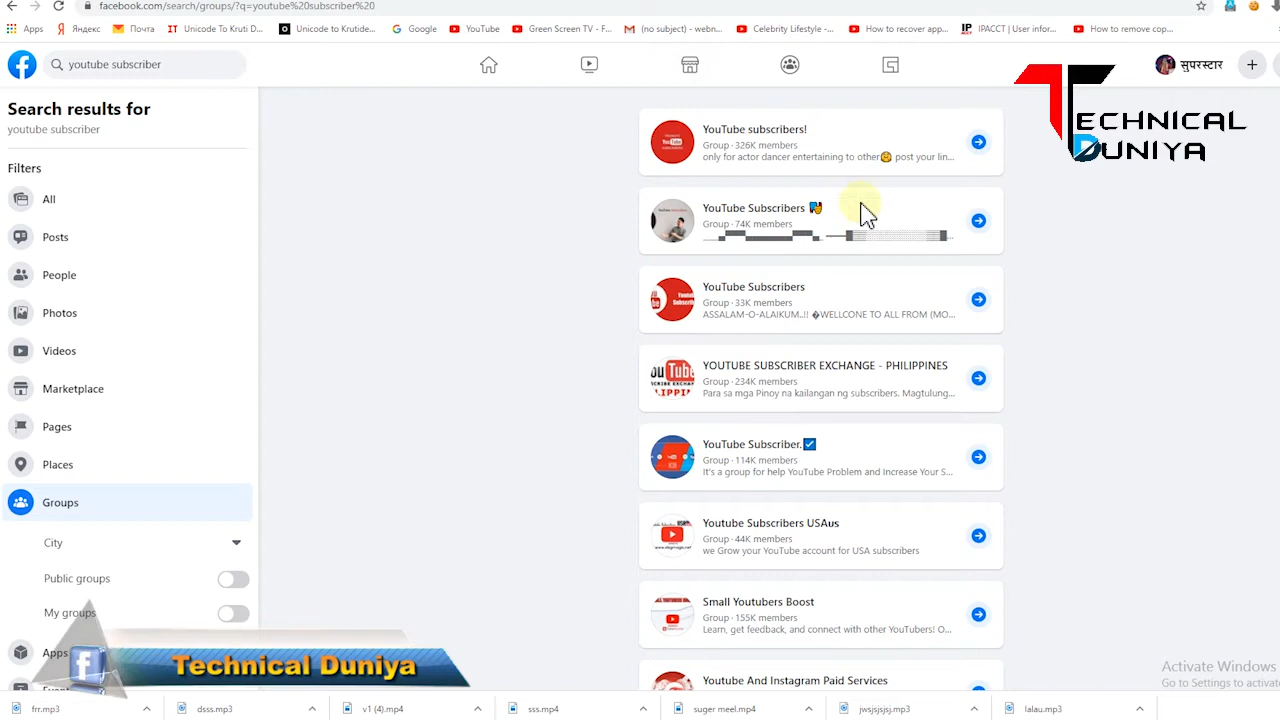 facebook.com/search/groups/?q=youtube%20subscriber%20
Apps Яндекс Почта Unicode To Kruti D... Unicode to Krutide... Google YouTube Green Screen TV - F... (no subject) - webn... Celebrity Lifestyle -... How to recover app... IPACCT | User infor... How to remove cop...
youtube subscriber
सुपरस्टार
TECHNICAL
DUNIYA
Search results for
youtube subscriber
Filters
All
Posts
People
Photos
Videos
Marketplace
Pages
Places
Groups
City
Public groups
My groups
Apps
YouTube subscribers!
Group · 326K members
only for actor dancer entertaining to other post your lin...
YouTube Subscribers
Group · 74K members
YouTube Subscribers
Group · 33K members
ASSALAM-O-ALAIKUM..!! �WELLCONE TO ALL FROM (MO...
YOUTUBE SUBSCRIBER EXCHANGE - PHILIPPINES
Group · 234K members
Para sa mga Pinoy na kailangan ng subscribers. Magtulung...
YouTube Subscriber.
Group · 114K members
It's a group for help YouTube Problem and Increase Your S...
Youtube Subscribers USAus
Group · 44K members
we Grow your YouTube account for USA subscribers
Small Youtubers Boost
Group · 155K members
Learn, get feedback, and connect with other YouTubers! O...
Youtube And Instagram Paid Services
Technical Duniya
Activate Windows
Go to Settings to activate
frr.mp3 dsss.mp3 v1 (4).mp4 sss.mp4 suger meel.mp4 jwsjsjsjsj.mp3 lalau.mp3